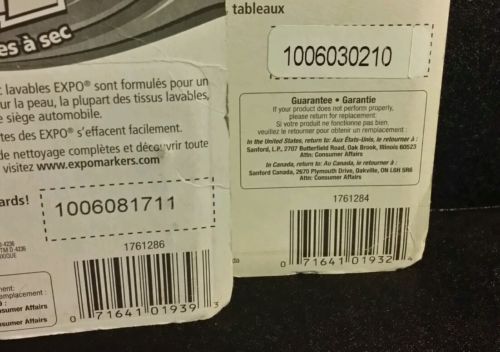 es à sec
lavables EXPO® sont formulés pour un
ur la peau, la plupart des tissus lavables,
e siège automobile.
tes des EXPO® s'effacent facilement.
de nettoyage complètes et découvrir toute
visitez www.expomarkers.com
ards!
1006081711
1761286
0 71641 01939 3
emplacement :
nsumer Affairs
nsumer Affairs
tableaux
1006030210
Guarantee • Garantie
If your product does not perform properly,
please return for replacement.
Si votre produit ne fonctionne pas bien,
veuillez le retourner pour obtenir un remplacement
In the United States, return to: Aux États-Unis, le retourner à :
Sanford, L.P., 2707 Butterfield Road, Oak Brook, Illinois 60523
Attn: Consumer Affairs
In Canada, return to: Au Canada, le retourner à :
Sanford Canada, 2670 Plymouth Drive, Oakville, ON L6H 5R6
Attn: Consumer Affairs
1761284
da
0 71641 01932 4